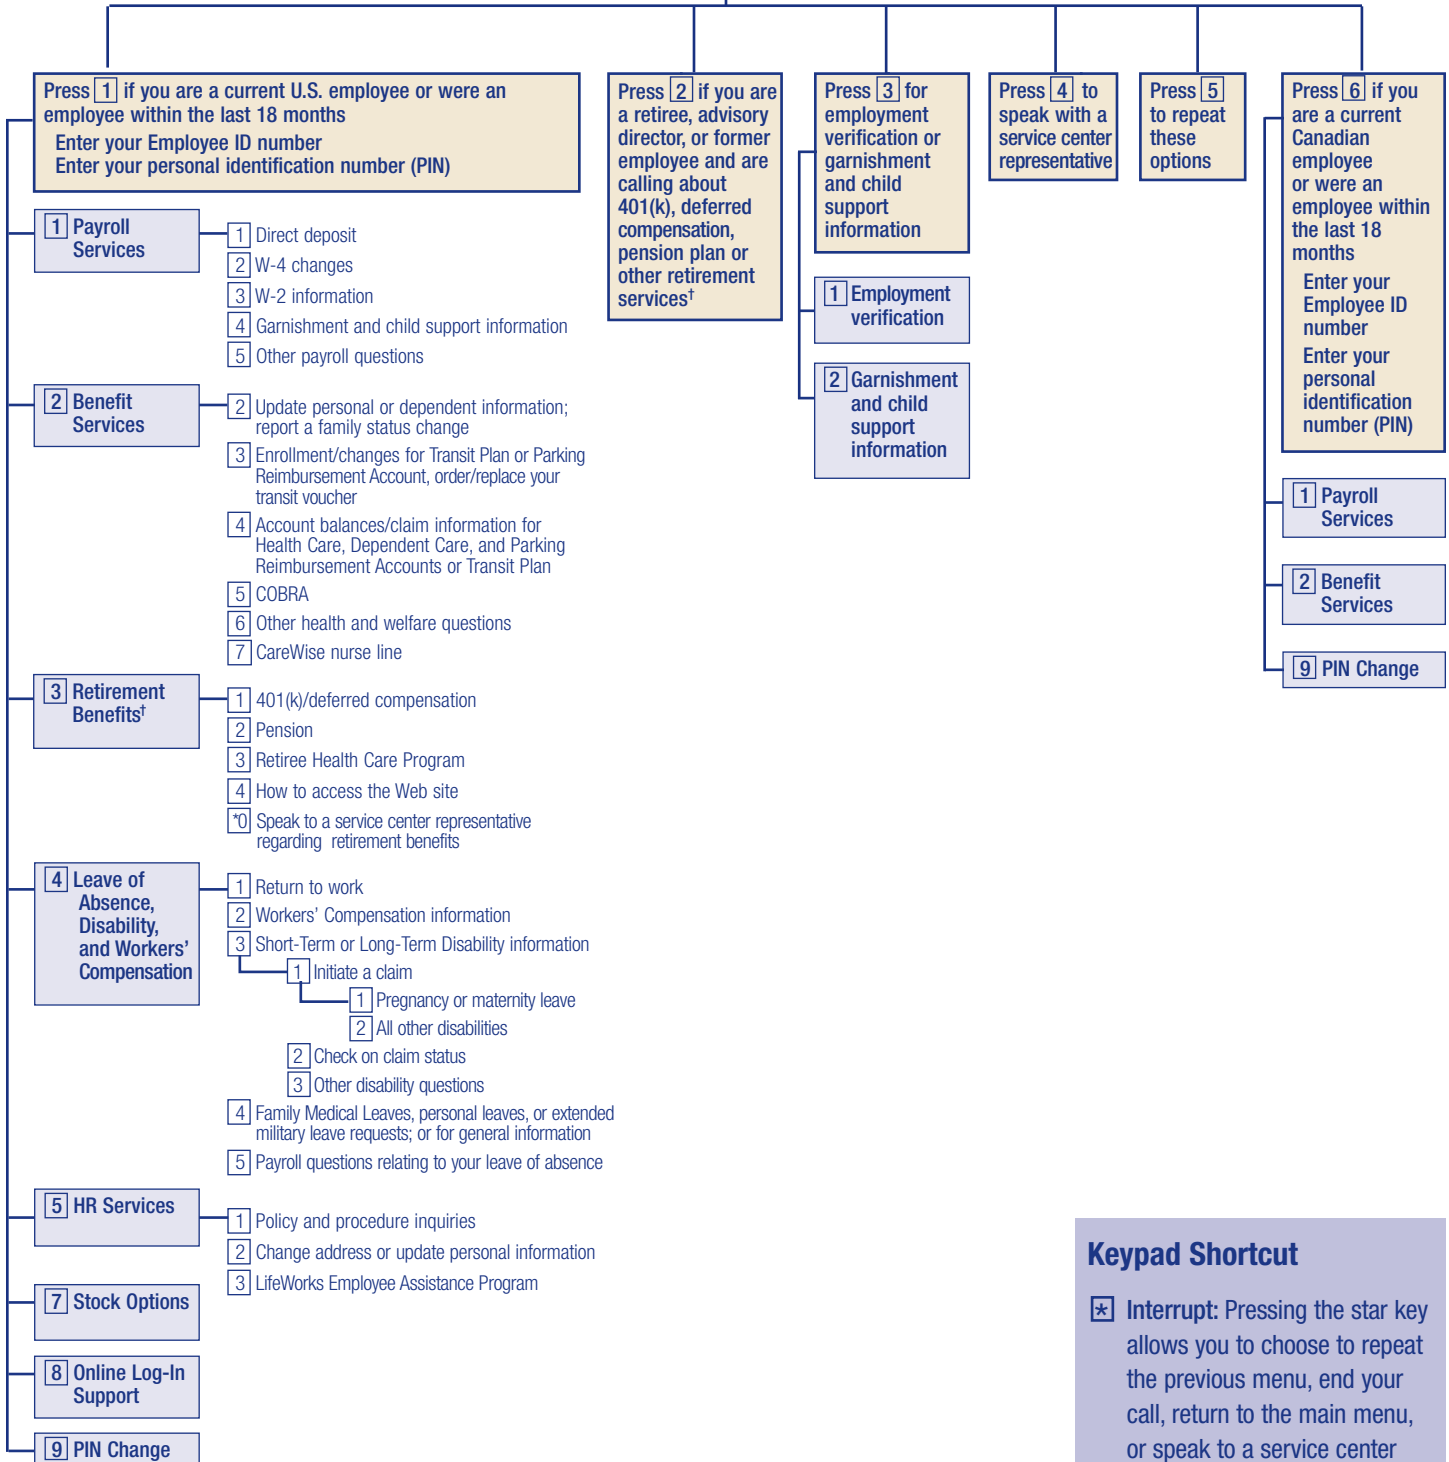 Press 1 if you are a current U.S. employee or were an
employee within the last 18 months
Enter your Employee ID number
Enter your personal identification number (PIN)
1 Payroll
Services
1 Direct deposit
2 W-4 changes
3 W-2 information
4 Garnishment and child support information
5 Other payroll questions
2 Benefit
Services
2 Update personal or dependent information;
report a family status change
3 Enrollment/changes for Transit Plan or Parking
Reimbursement Account, order/replace your
transit voucher
4 Account balances/claim information for
Health Care, Dependent Care, and Parking
Reimbursement Accounts or Transit Plan
5 COBRA
6 Other health and welfare questions
7 CareWise nurse line
3 Retirement
Benefits†
1 401(k)/deferred compensation
2 Pension
3 Retiree Health Care Program
4 How to access the Web site
*0 Speak to a service center representative
regarding retirement benefits
4 Leave of
Absence,
Disability,
and Workers'
Compensation
1 Return to work
2 Workers' Compensation information
3 Short-Term or Long-Term Disability information
1 Initiate a claim
1 Pregnancy or maternity leave
2 All other disabilities
2 Check on claim status
3 Other disability questions
4 Family Medical Leaves, personal leaves, or extended
military leave requests; or for general information
5 Payroll questions relating to your leave of absence
5 HR Services
1 Policy and procedure inquiries
2 Change address or update personal information
3 LifeWorks Employee Assistance Program
7 Stock Options
8 Online Log-In
Support
9 PIN Change
Press 2 if you are
a retiree, advisory
director, or former
employee and are
calling about
401(k), deferred
compensation,
pension plan or
other retirement
services†
Press 3 for
employment
verification or
garnishment
and child
support
information
1 Employment
verification
2 Garnishment
and child
support
information
Press 4 to
speak with a
service center
representative
Press 5
to repeat
these
options
Press 6 if you
are a current
Canadian
employee
or were an
employee within
the last 18
months
Enter your
Employee ID
number
Enter your
personal
identification
number (PIN)
1 Payroll
Services
2 Benefit
Services
9 PIN Change
Keypad Shortcut
* Interrupt: Pressing the star key
allows you to choose to repeat
the previous menu, end your
call, return to the main menu,
or speak to a service center